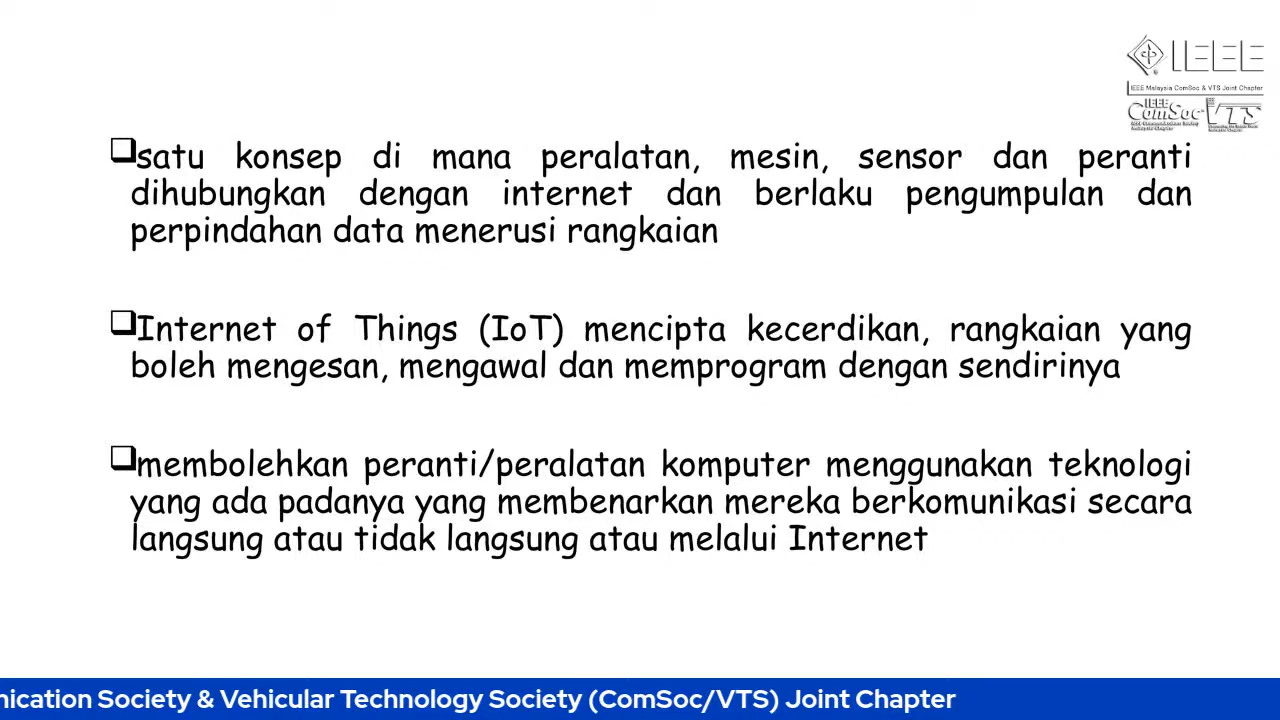 IEEE
IEEE Malaysia ComSoc & VTS Joint Chapter
IEEE
ComSoc VTS
❑satu konsep di mana peralatan, mesin, sensor dan peranti
dihubungkan dengan internet dan berlaku pengumpulan dan
perpindahan data menerusi rangkaian
❑Internet of Things (IoT) mencipta kecerdikan, rangkaian yang
boleh mengesan, mengawal dan memprogram dengan sendirinya
❑membolehkan peranti/peralatan komputer menggunakan teknologi
yang ada padanya yang membenarkan mereka berkomunikasi secara
langsung atau tidak langsung atau melalui Internet
nication Society & Vehicular Technology Society (ComSoc/VTS) Joint Chapter